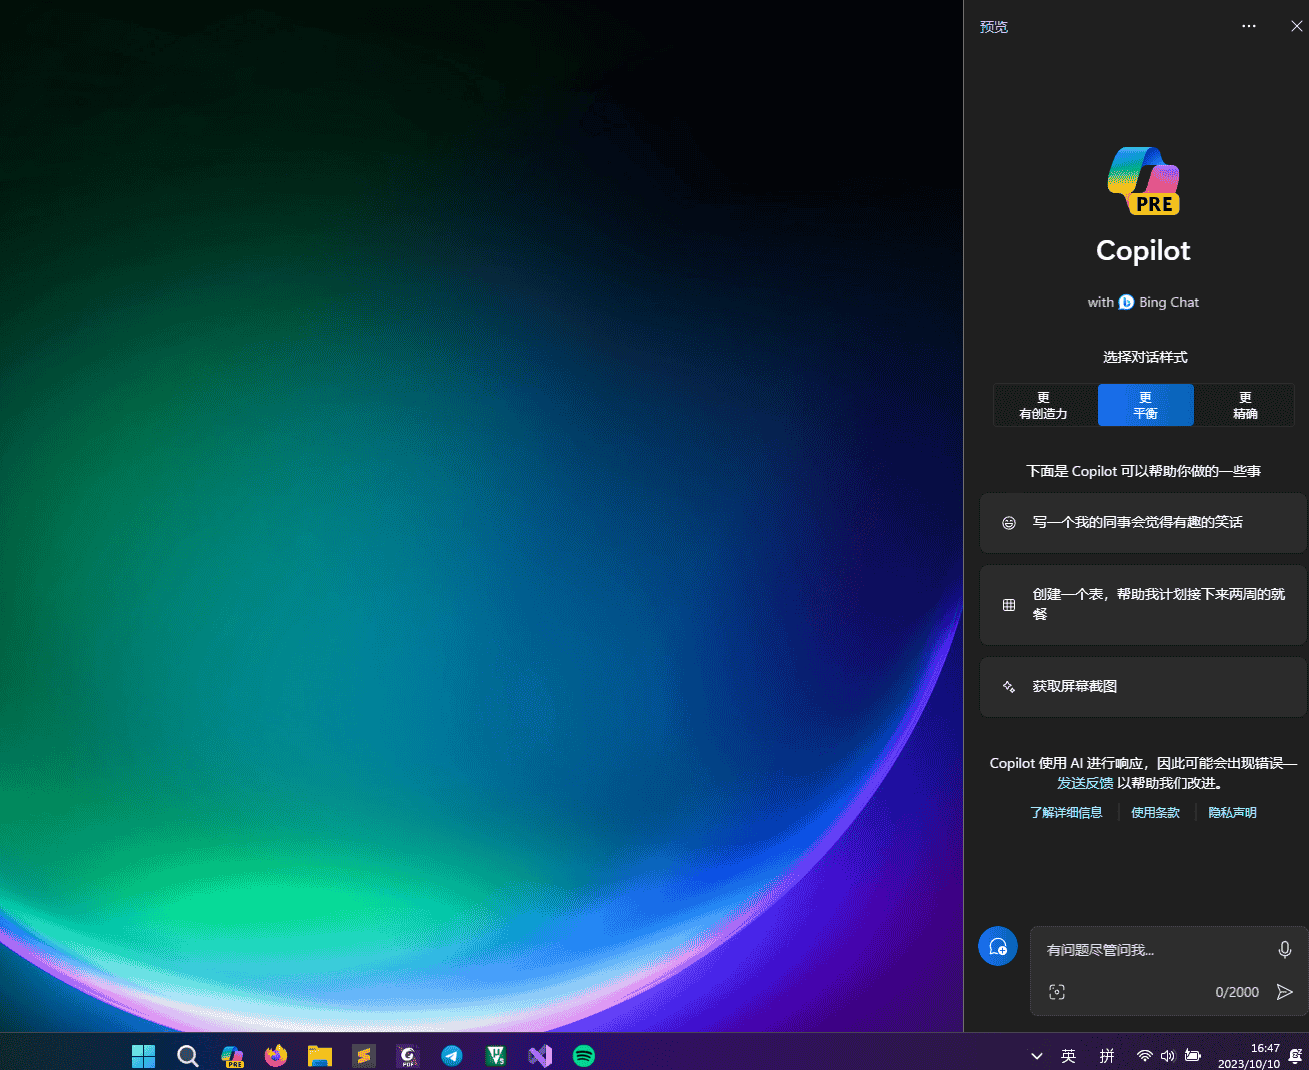 预览
PRE
Copilot
with b Bing Chat
选择对话样式
更
有创造力
更
平衡
更
精确
下面是 Copilot 可以帮助你做的一些事
写一个我的同事会觉得有趣的笑话
创建一个表，帮助我计划接下来两周的就
餐
获取屏幕截图
Copilot 使用 AI 进行响应，因此可能会出现错误—
发送反馈 以帮助我们改进。
了解详细信息 使用条款 隐私声明
有问题尽管问我...
0/2000
PRE
PDF
英 拼
16:47
2023/10/10